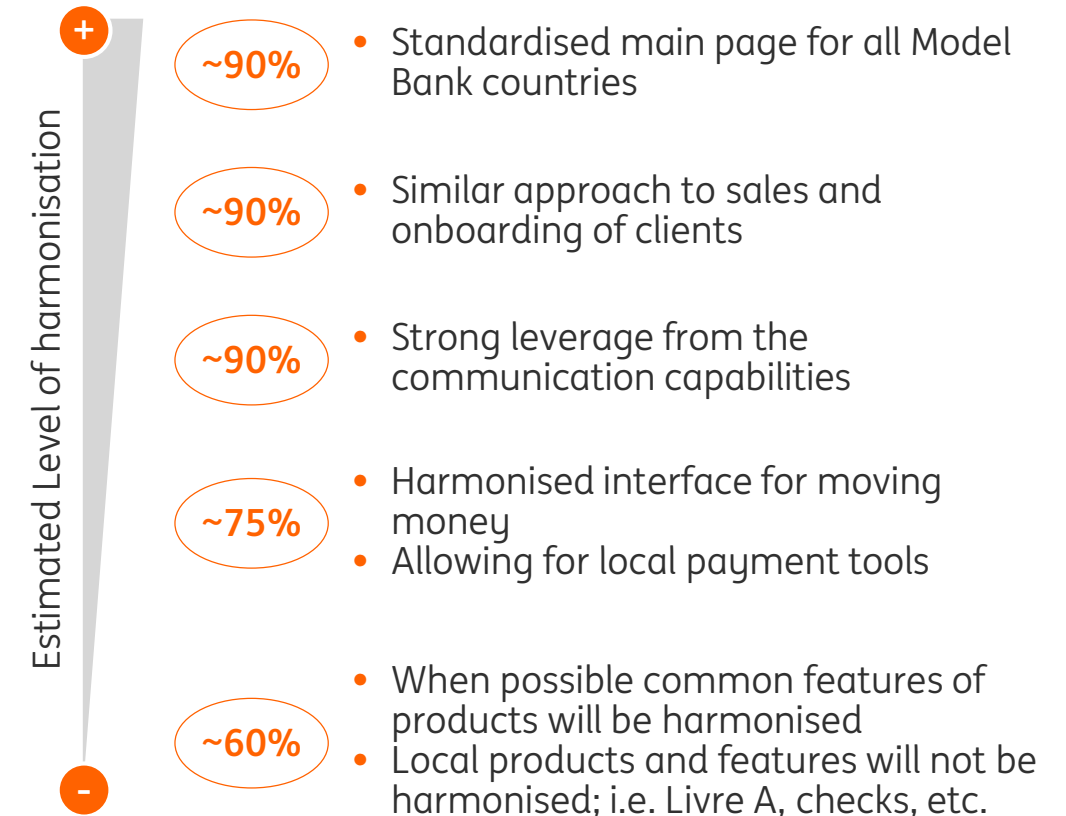 +
Estimated Level of harmonisation
~90%
• Standardised main page for all Model
Bank countries
~90%
• Similar approach to sales and
onboarding of clients
~90%
• Strong leverage from the
communication capabilities
~75%
• Harmonised interface for moving
money
• Allowing for local payment tools
~60%
• When possible common features of
products will be harmonised
• Local products and features will not be
harmonised; i.e. Livre A, checks, etc.
-